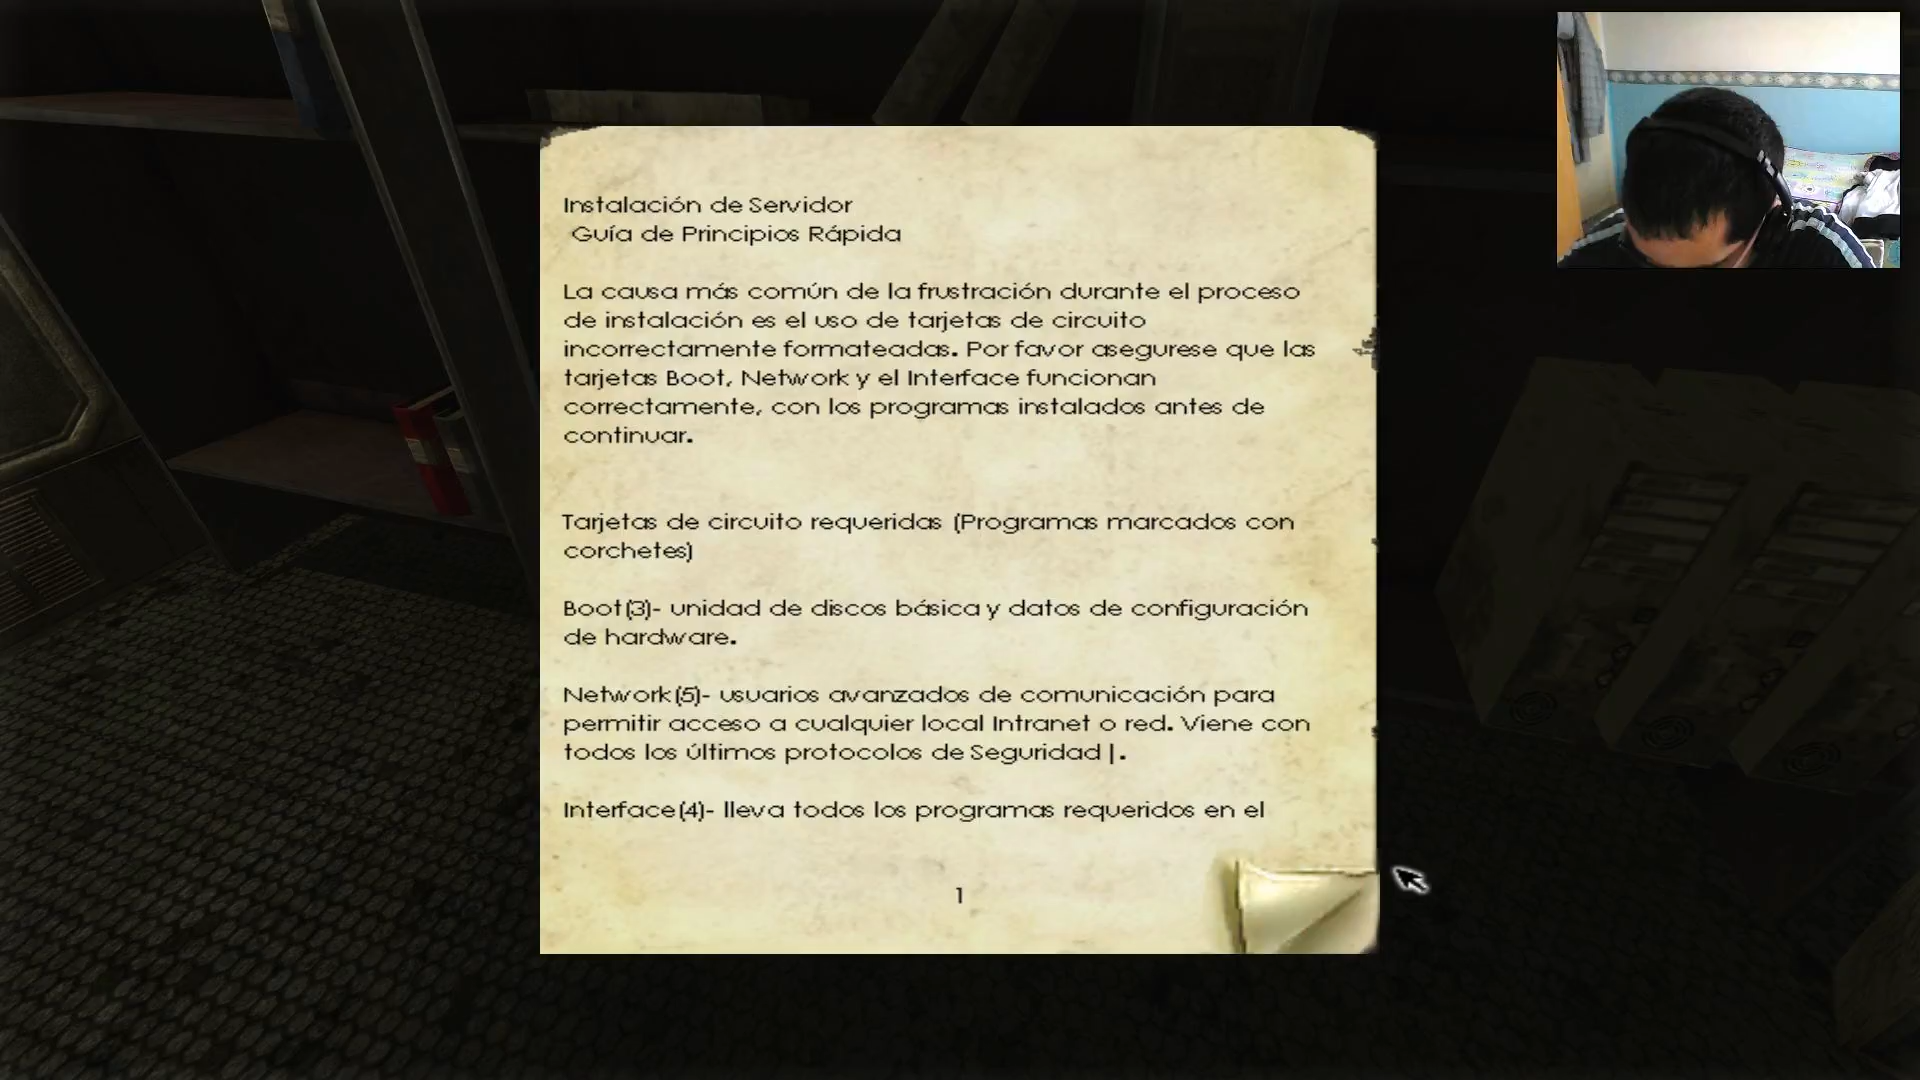 Instalación de Servidor
Guía de Principios Rápida
La causa más común de la frustración durante el proceso
de instalación es el uso de tarjetas de circuito
incorrectamente formateadas. Por favor asegurese que las
tarjetas Boot, Network y el Interface funcionan
correctamente, con los programas instalados antes de
continuar.
Tarjetas de circuito requeridas (Programas marcados con
corchetes)
Boot(3)- unidad de discos básica y datos de configuración
de hardware.
Network(5)- usuarios avanzados de comunicación para
permitir acceso a cualquier local Intranet o red. Viene con
todos los últimos protocolos de Seguridad |.
Interface(4)- lleva todos los programas requeridos en el
1